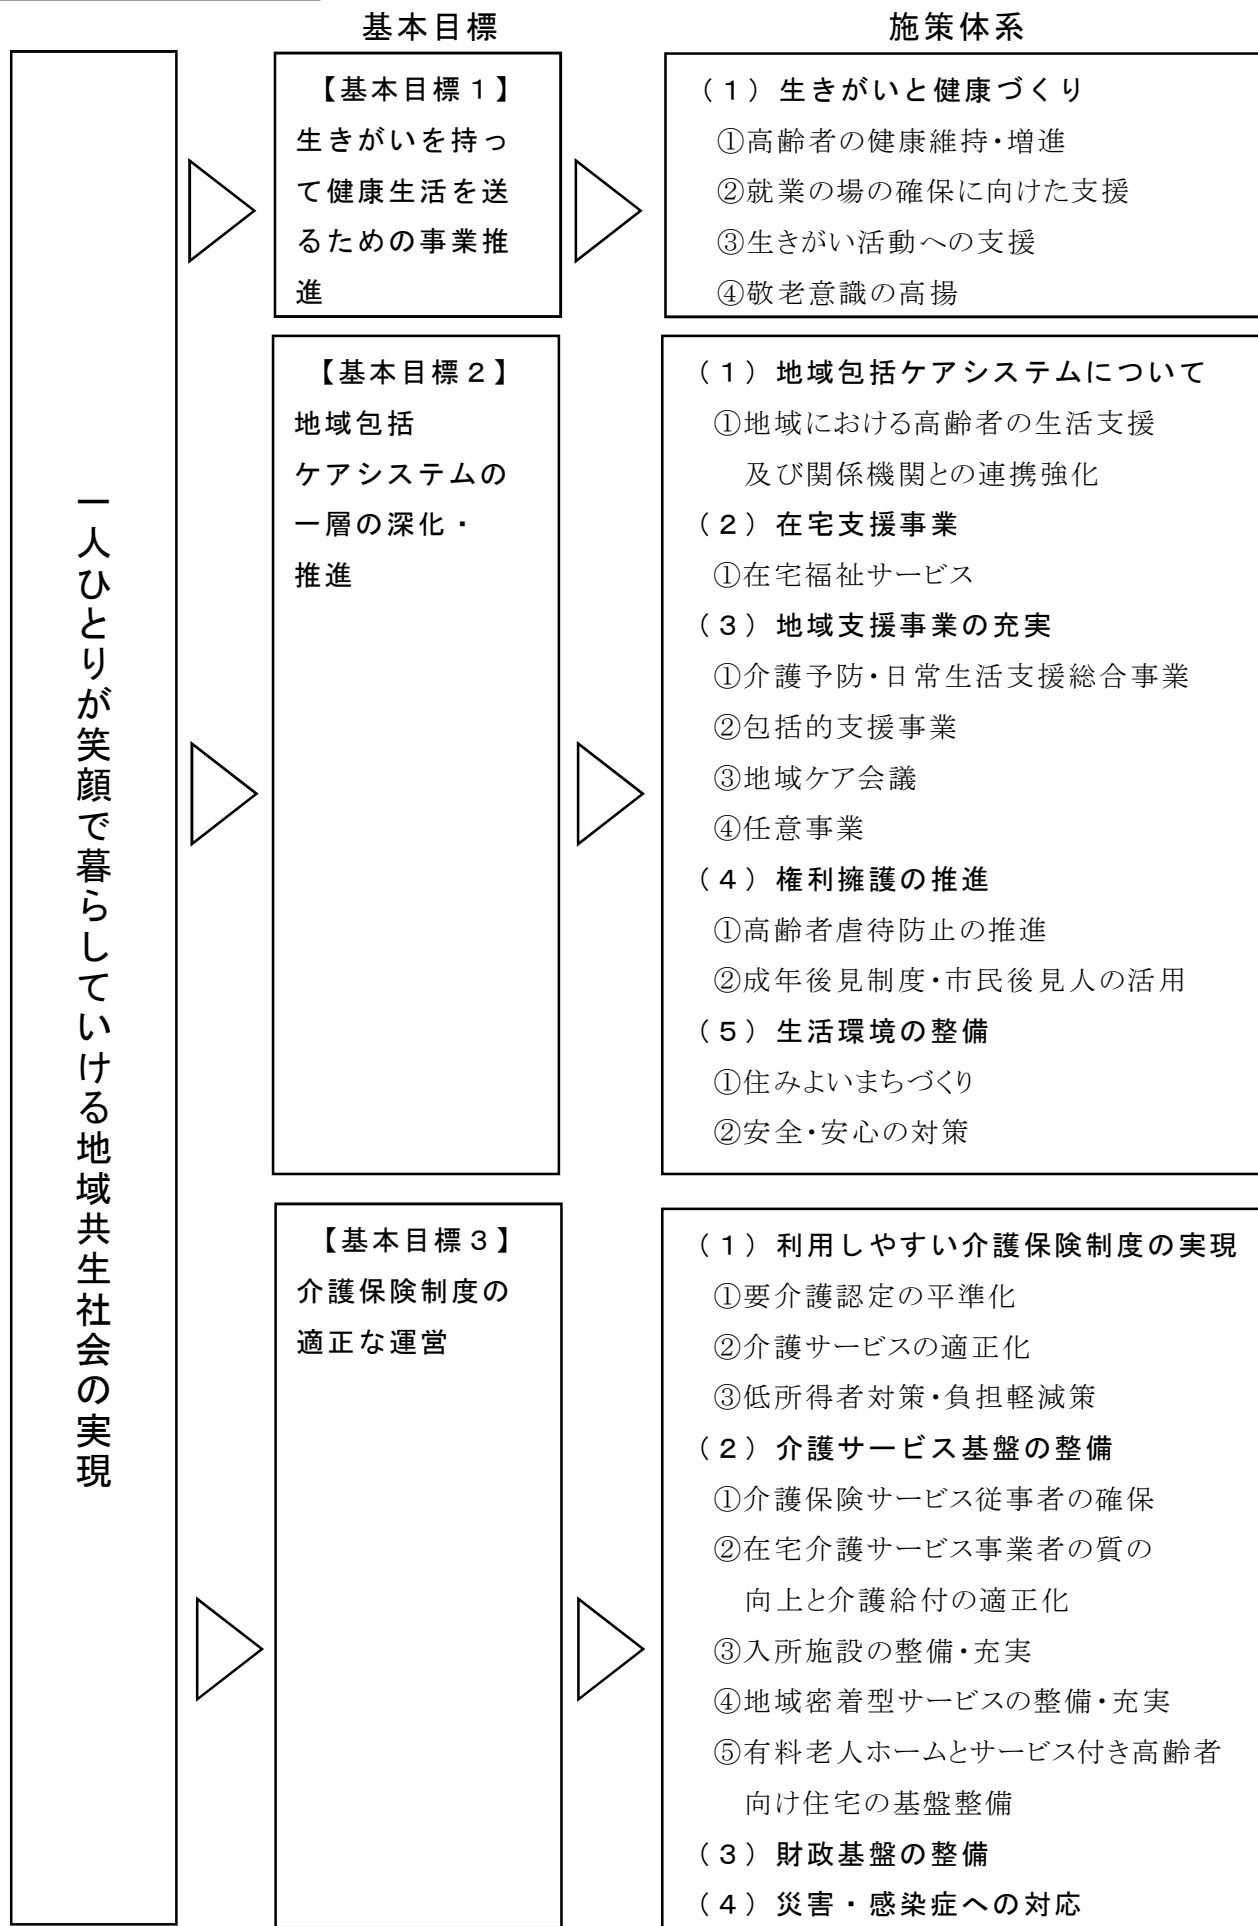 基本目標
施策体系
一人ひとりが笑顔で暮らしていける地域共生社会の実現
【基本目標１】
生きがいを持っ
て健康生活を送
るための事業推
進
（１）生きがいと健康づくり
①高齢者の健康維持・増進
②就業の場の確保に向けた支援
③生きがい活動への支援
④敬老意識の高揚
【基本目標２】
地域包括
ケアシステムの
一層の深化・
推進
（１）地域包括ケアシステムについて
①地域における高齢者の生活支援
及び関係機関との連携強化
（２）在宅支援事業
①在宅福祉サービス
（３）地域支援事業の充実
①介護予防・日常生活支援総合事業
②包括的支援事業
③地域ケア会議
④任意事業
（４）権利擁護の推進
①高齢者虐待防止の推進
②成年後見制度・市民後見人の活用
（５）生活環境の整備
①住みよいまちづくり
②安全・安心の対策
【基本目標３】
介護保険制度の
適正な運営
（１）利用しやすい介護保険制度の実現
①要介護認定の平準化
②介護サービスの適正化
③低所得者対策・負担軽減策
（２）介護サービス基盤の整備
①介護保険サービス従事者の確保
②在宅介護サービス事業者の質の
向上と介護給付の適正化
③入所施設の整備・充実
④地域密着型サービスの整備・充実
⑤有料老人ホームとサービス付き高齢者
向け住宅の基盤整備
（３）財政基盤の整備
（４）災害・感染症への対応